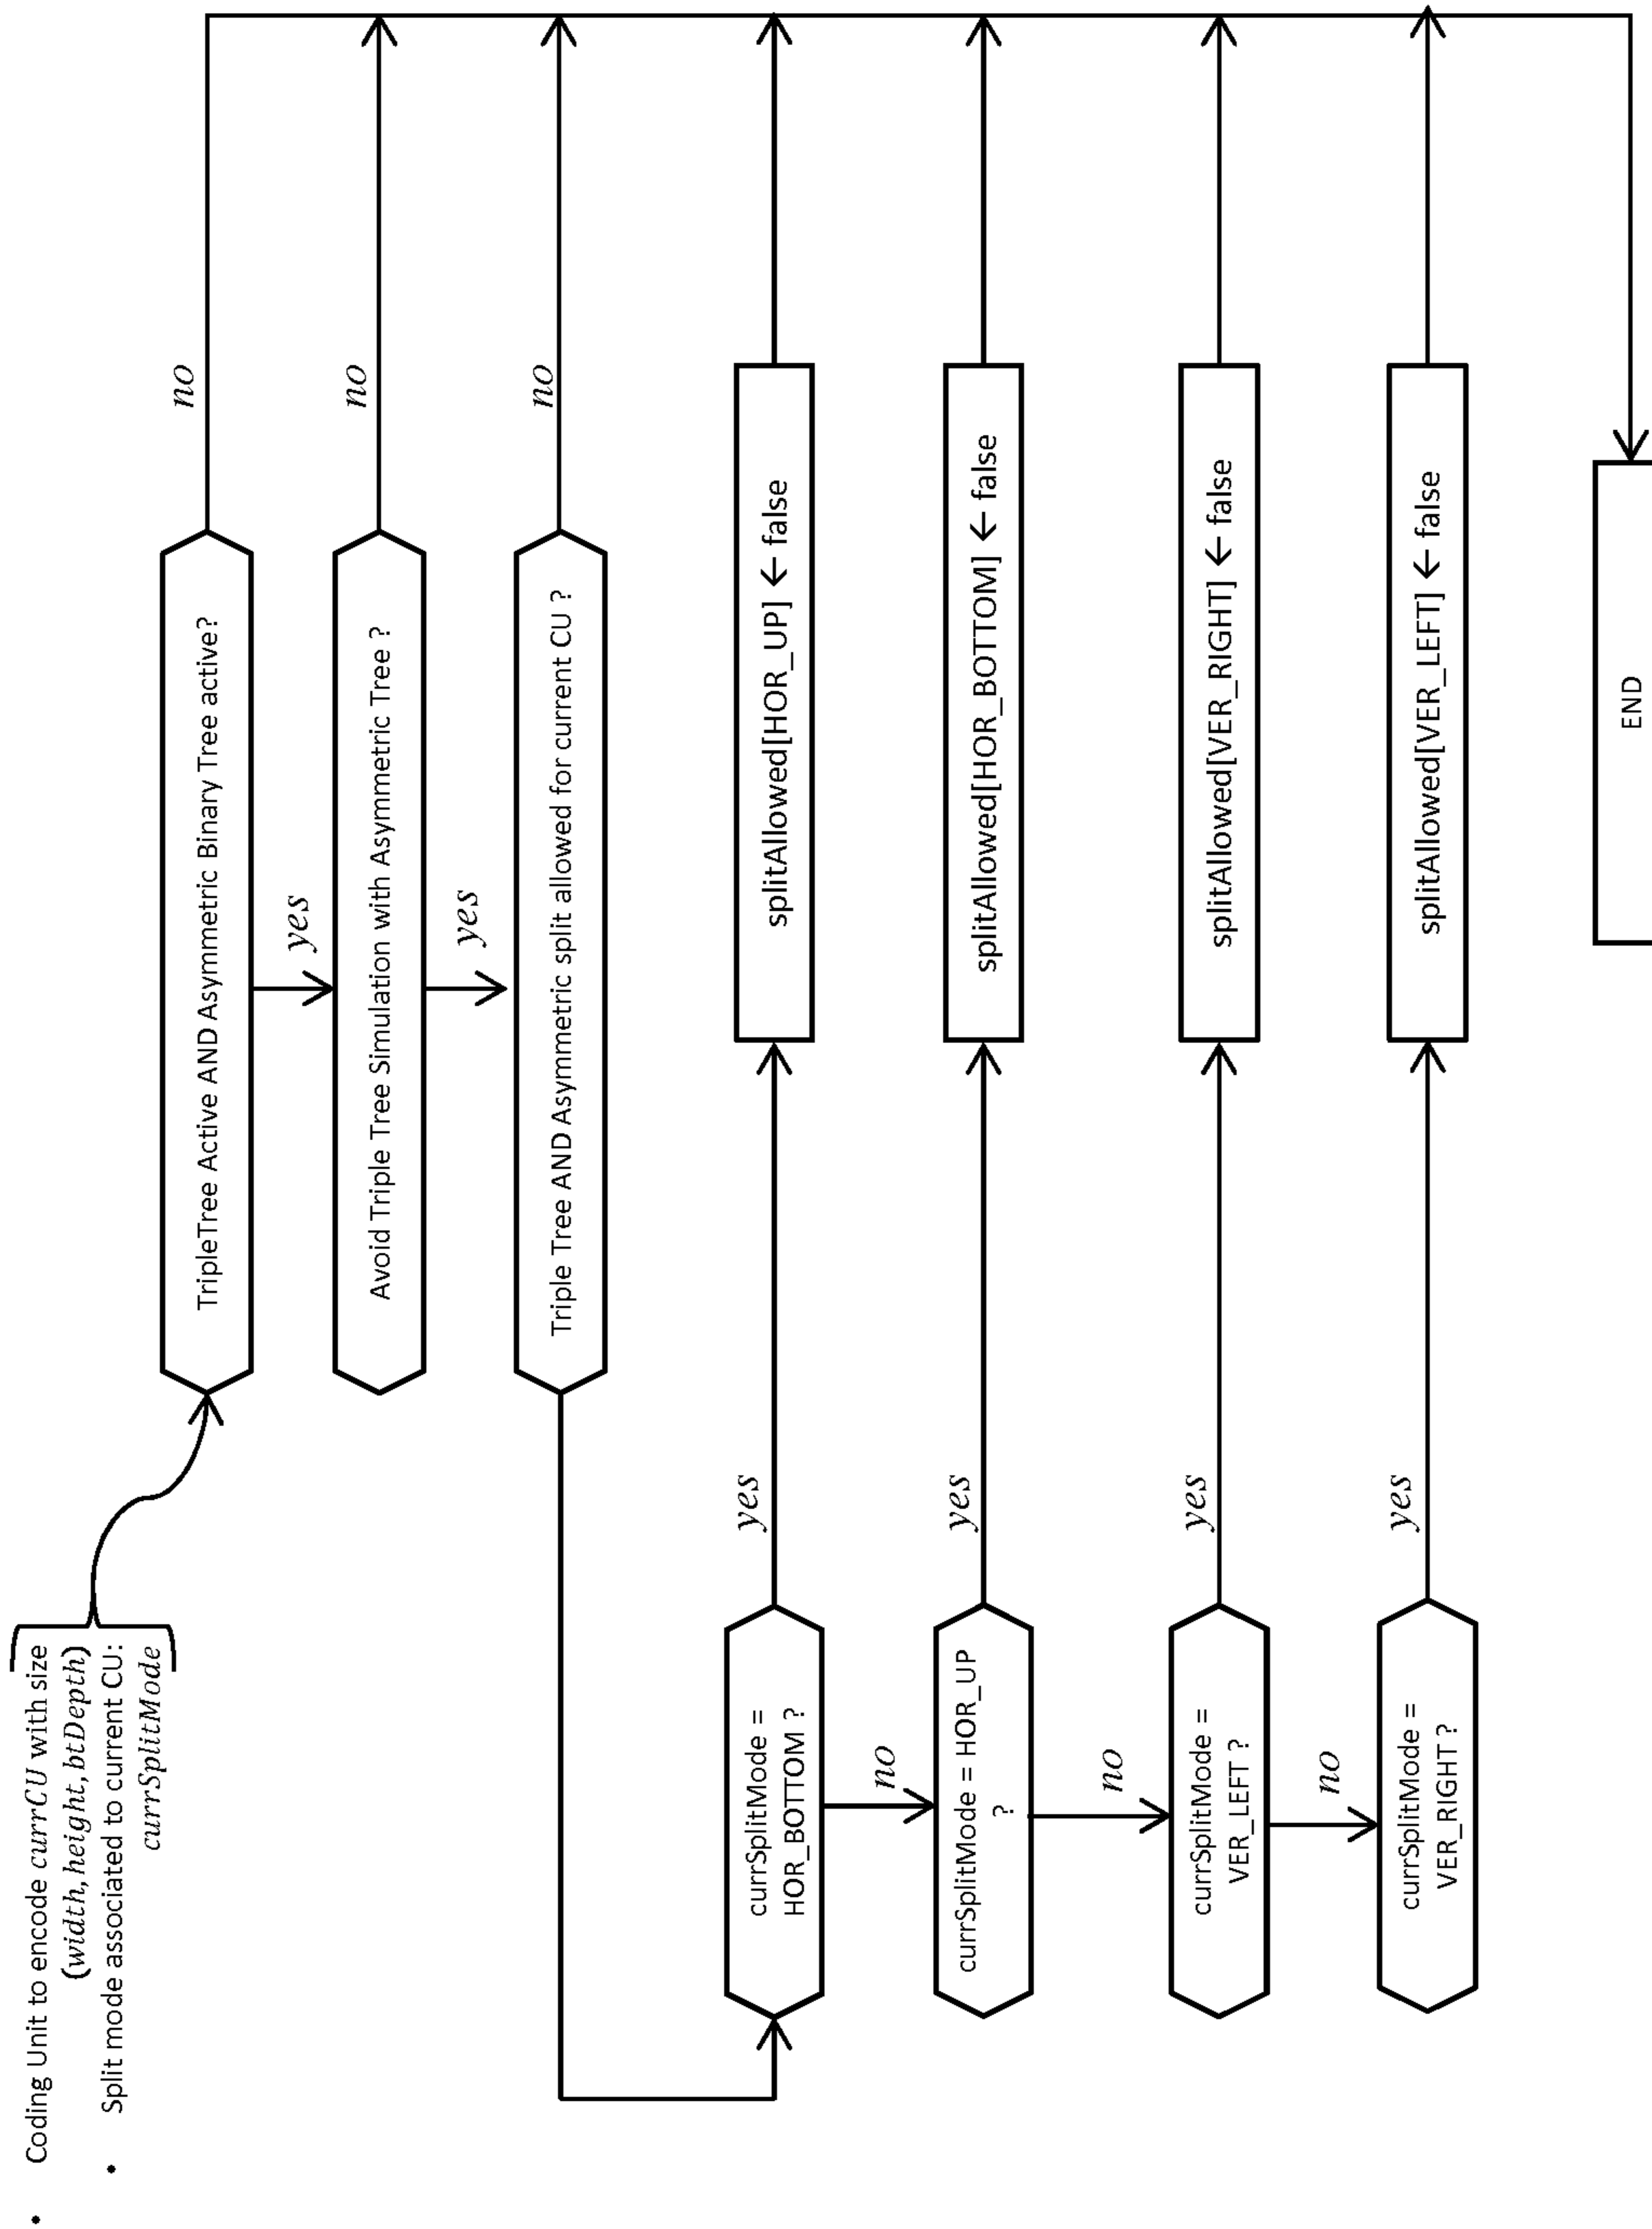 • Coding Unit to encode currCU with size
(width, height, btDepth)
• Split mode associated to current CU:
currSplitMode
TripleTree Active AND Asymmetric Binary Tree active?
no
yes
Avoid Triple Tree Simulation with Asymmetric Tree ?
no
yes
Triple Tree AND Asymmetric split allowed for current CU ?
no
currSplitMode =
HOR_BOTTOM ?
yes
splitAllowed[HOR_UP] ← false
no
currSplitMode = HOR_UP
?
yes
splitAllowed[HOR_BOTTOM] ← false
no
currSplitMode =
VER_LEFT ?
yes
splitAllowed[VER_RIGHT] ← false
no
currSplitMode =
VER_RIGHT ?
yes
splitAllowed[VER_LEFT] ← false
END